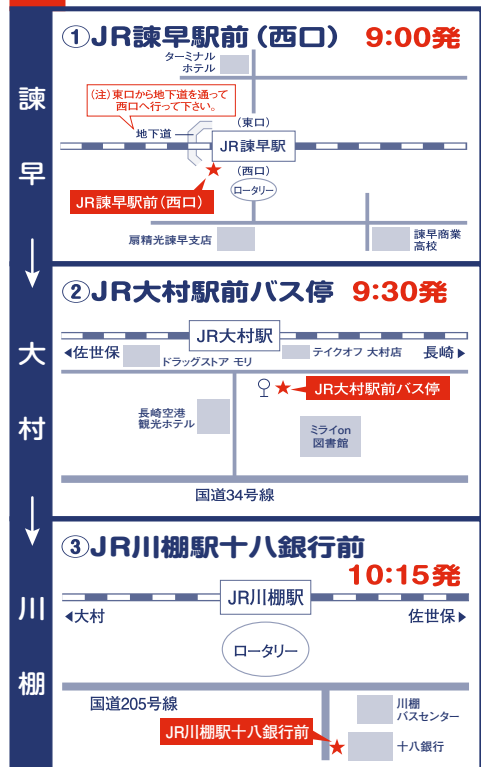 諫早
↓
大村
↓
川棚
①JR諫早駅前(西口) 9:00発
ターミナル
ホテル
(注)東口から地下道を通って
西口へ行って下さい。
地下道
(東口)
JR諫早駅
(西口)
ロータリー
JR諫早駅前(西口)
扇精光諫早支店
諫早商業
高校
②JR大村駅前バス停 9:30発
JR大村駅
◀佐世保
ドラッグストア モリ
テイクオフ 大村店
長崎▶
JR大村駅前バス停
長崎空港
観光ホテル
ミライon
図書館
国道34号線
③JR川棚駅十八銀行前
10:15発
JR川棚駅
◀大村
佐世保▶
ロータリー
国道205号線
川棚
バスセンター
JR川棚駅十八銀行前
十八銀行